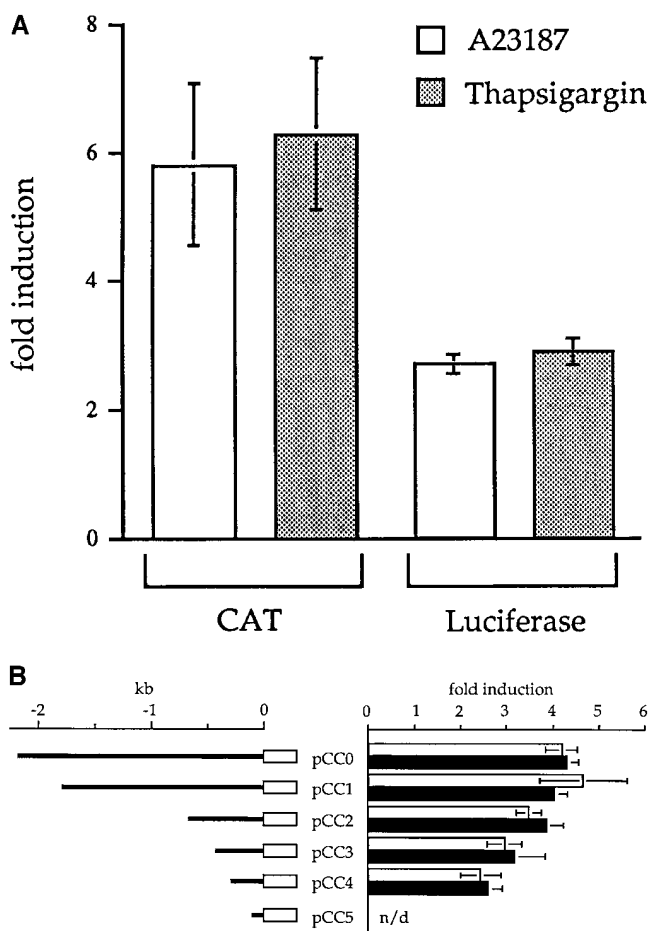 A
8
6
4
2
0
fold induction
A23187
Thapsigargin
CAT
Luciferase
B
kb
-2 -1 0
fold induction
0 1 2 3 4 5 6
pCC0
pCC1
pCC2
pCC3
pCC4
pCC5 n/d